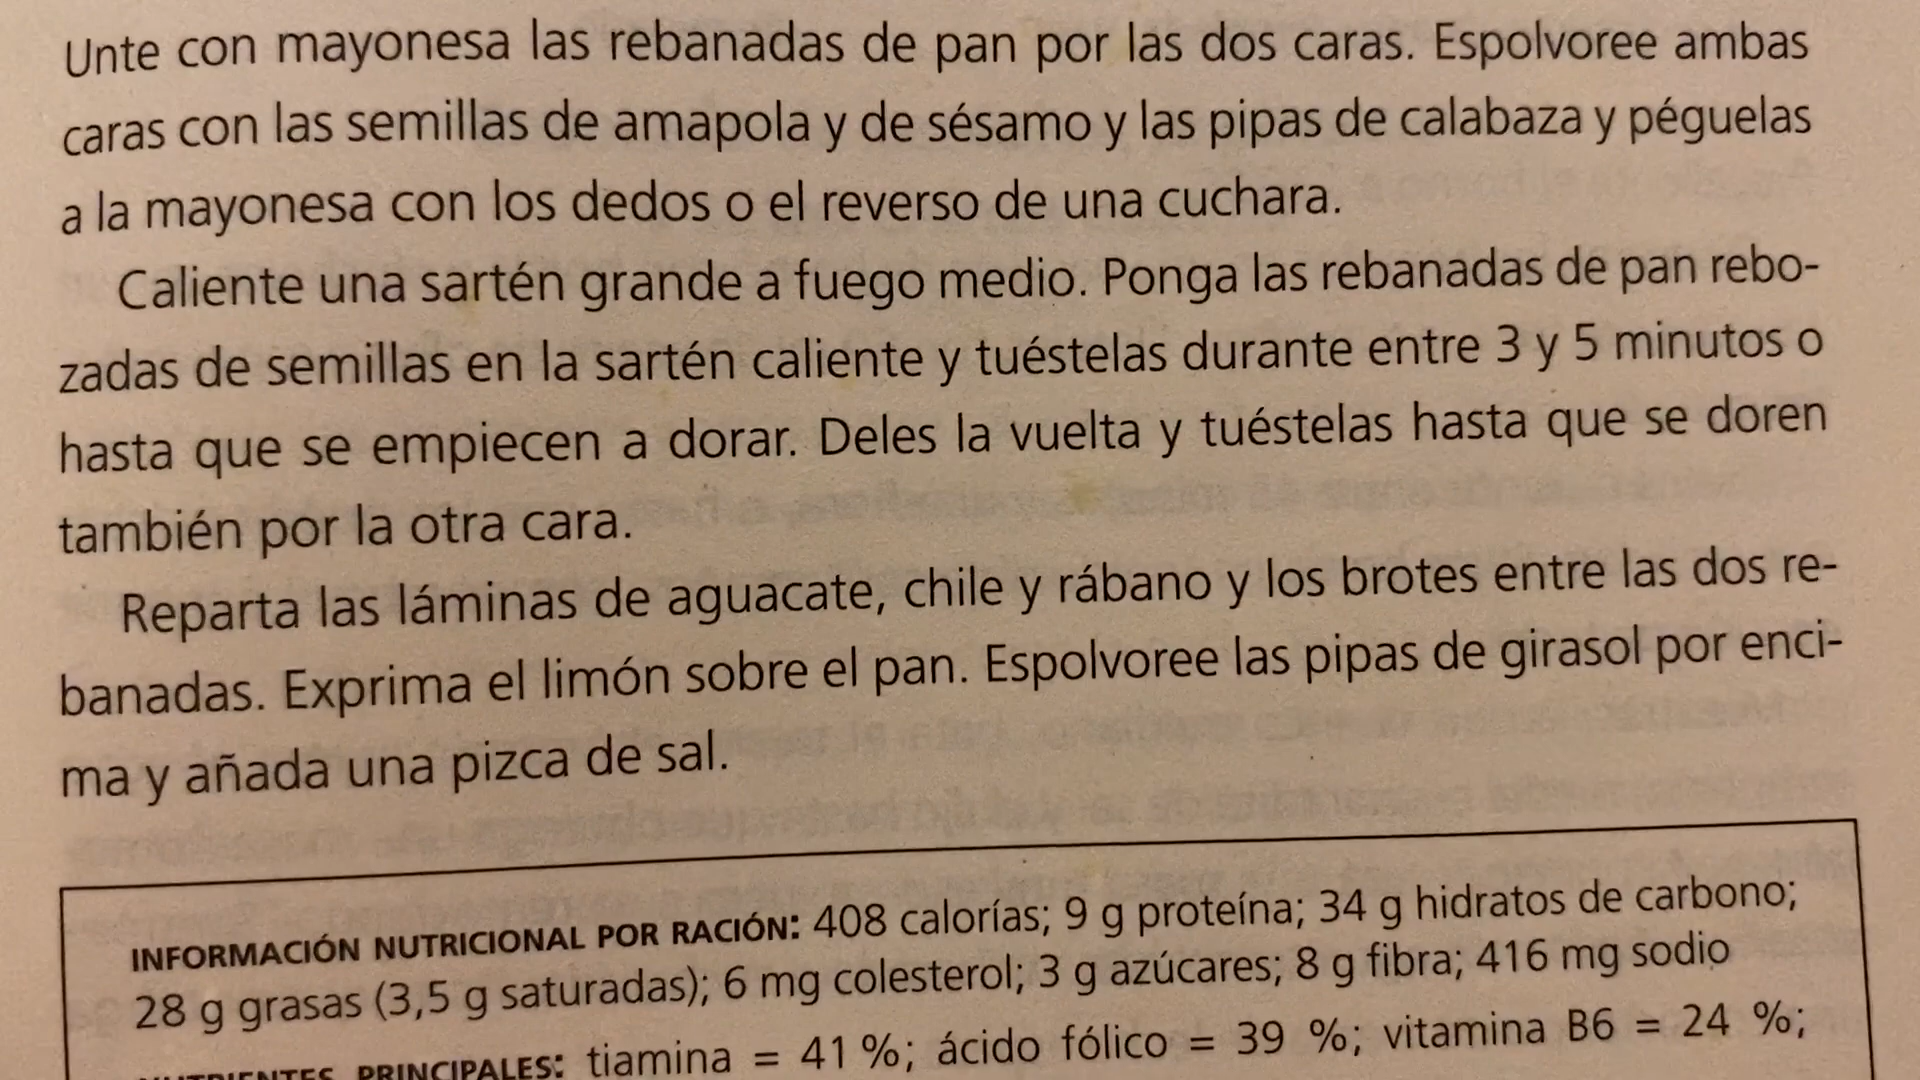 Unte con mayonesa las rebanadas de pan por las dos caras. Espolvoree ambas
caras con las semillas de amapola y de sésamo y las pipas de calabaza y péguelas
a la mayonesa con los dedos o el reverso de una cuchara.
Caliente una sartén grande a fuego medio. Ponga las rebanadas de pan rebo-
zadas de semillas en la sartén caliente y tuéstelas durante entre 3 y 5 minutos o
hasta que se empiecen a dorar. Deles la vuelta y tuéstelas hasta que se doren
también por la otra cara.
Reparta las láminas de aguacate, chile y rábano y los brotes entre las dos re-
banadas. Exprima el limón sobre el pan. Espolvoree las pipas de girasol por enci-
ma y añada una pizca de sal.
INFORMACIÓN NUTRICIONAL POR RACIÓN: 408 calorías; 9 g proteína; 34 g hidratos de carbono;
28 g grasas (3,5 g saturadas); 6 mg colesterol; 3 g azúcares; 8 g fibra; 416 mg sodio
NUTRIENTES PRINCIPALES: tiamina = 41 %; ácido fólico = 39 %; vitamina B6 = 24 %;